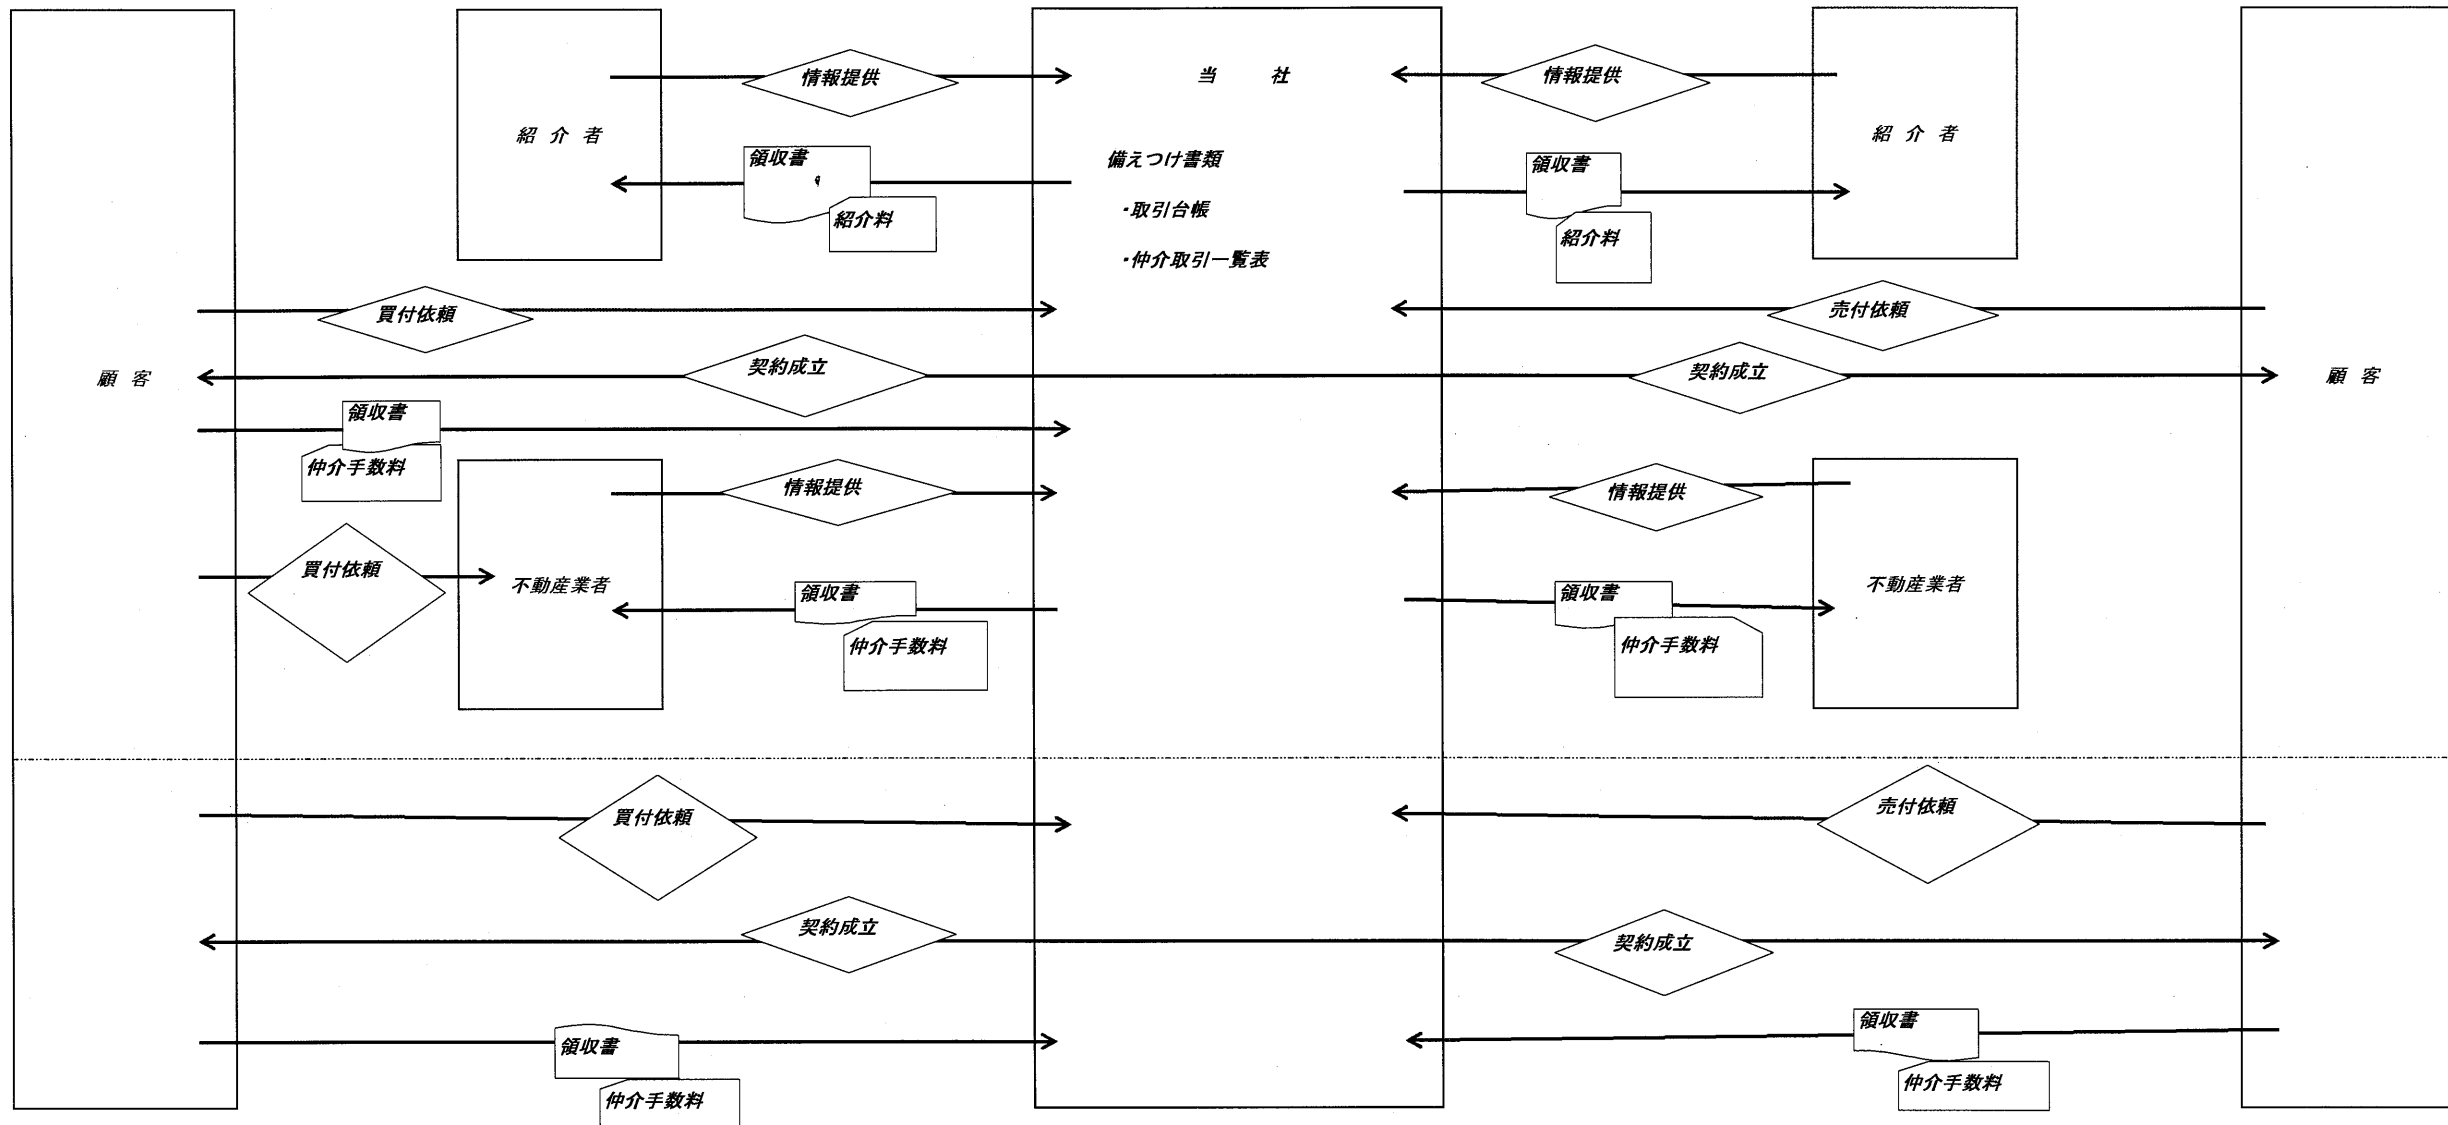 情報提供
当 社
情報提供
紹 介 者
紹 介 者
領収書
備えつけ書類
領収書
紹介料
・取引台帳
紹介料
・仲介取引一覧表
買付依頼
売付依頼
顧 客
契約成立
契約成立
顧 客
領収書
仲介手数料
情報提供
情報提供
買付依頼
不動産業者
領収書
領収書
不動産業者
仲介手数料
仲介手数料
買付依頼
売付依頼
契約成立
契約成立
領収書
領収書
仲介手数料
仲介手数料